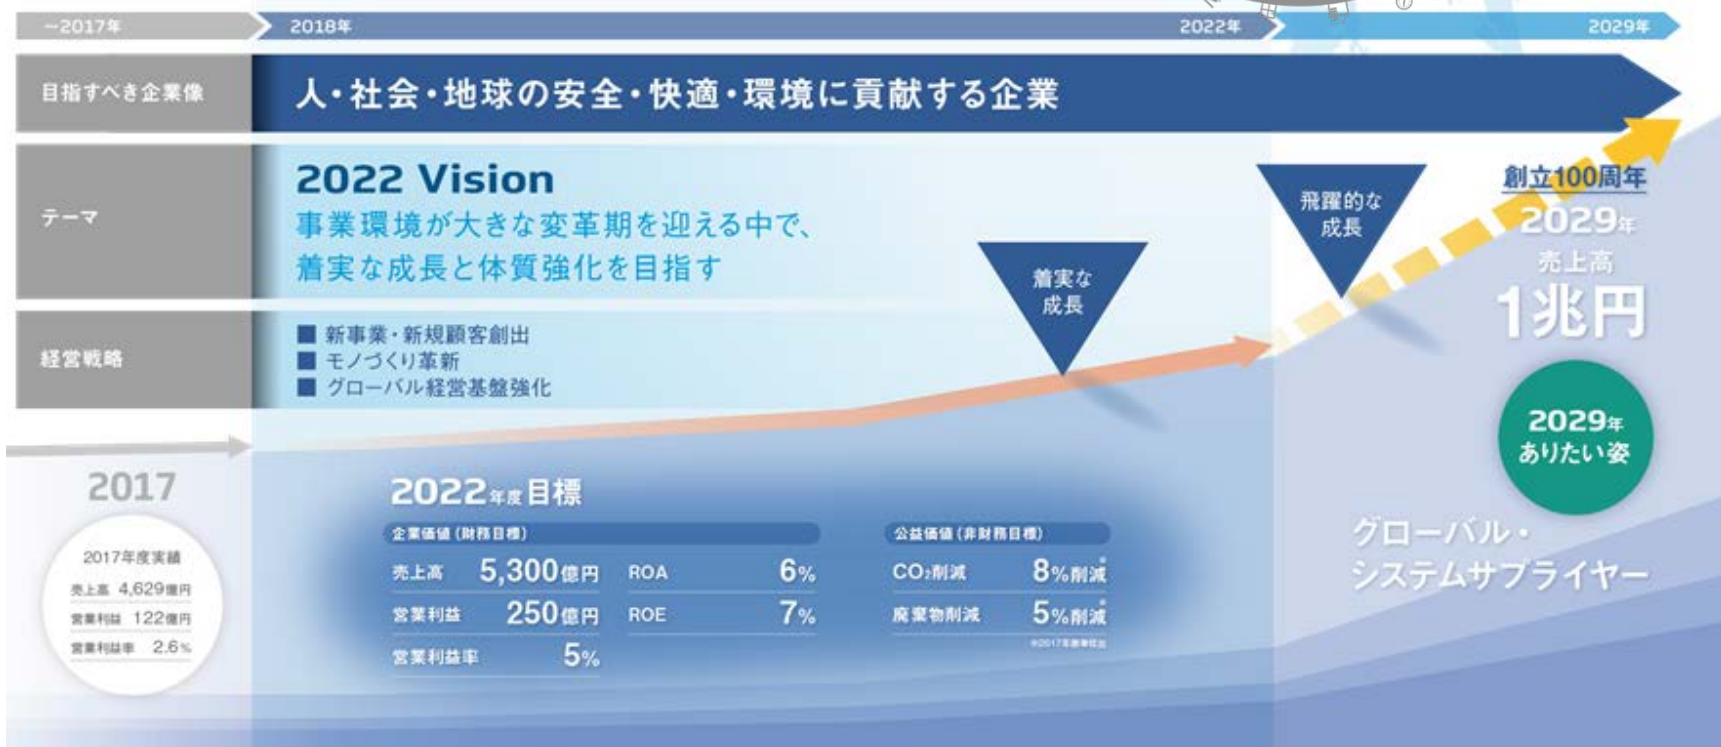 ~2017年
2018年
2022年
2029年
目指すべき企業像
人・社会・地球の安全・快適・環境に貢献する企業
テーマ
2022 Vision
事業環境が大きな変革期を迎える中で、
着実な成長と体質強化を目指す
経営戦略
■ 新事業・新規顧客創出
■ モノづくり革新
■ グローバル経営基盤強化
着実な
成長
飛躍的な
成長
創立100周年
2029年
売上高
1兆円
2029年
ありたい姿
グローバル・
システムサプライヤー
2017
2017年度実績
売上高 4,629億円
営業利益 122億円
営業利益率 2.6%
2022年度目標
企業価値(財務目標)
売上高 5,300億円 ROA 6%
営業利益 250億円 ROE 7%
営業利益率 5%
公益価値(非財務目標)
CO₂削減 8%削減※
廃棄物削減 5%削減※
※2017年度